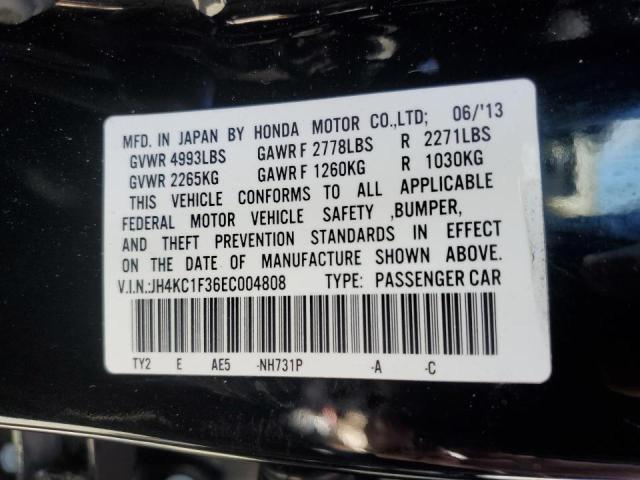 MFD. IN JAPAN BY HONDA MOTOR CO.,LTD; 06/'13
GVWR 4993LBS GAWR F 2778LBS R 2271LBS
GVWR 2265KG GAWR F 1260KG R 1030KG
THIS VEHICLE CONFORMS TO ALL APPLICABLE
FEDERAL MOTOR VEHICLE SAFETY ,BUMPER,
AND THEFT PREVENTION STANDARDS IN EFFECT
ON THE DATE OF MANUFACTURE SHOWN ABOVE.
V.I.N.:JH4KC1F36EC004808 TYPE: PASSENGER CAR
TY2 E AE5 -NH731P -A -C